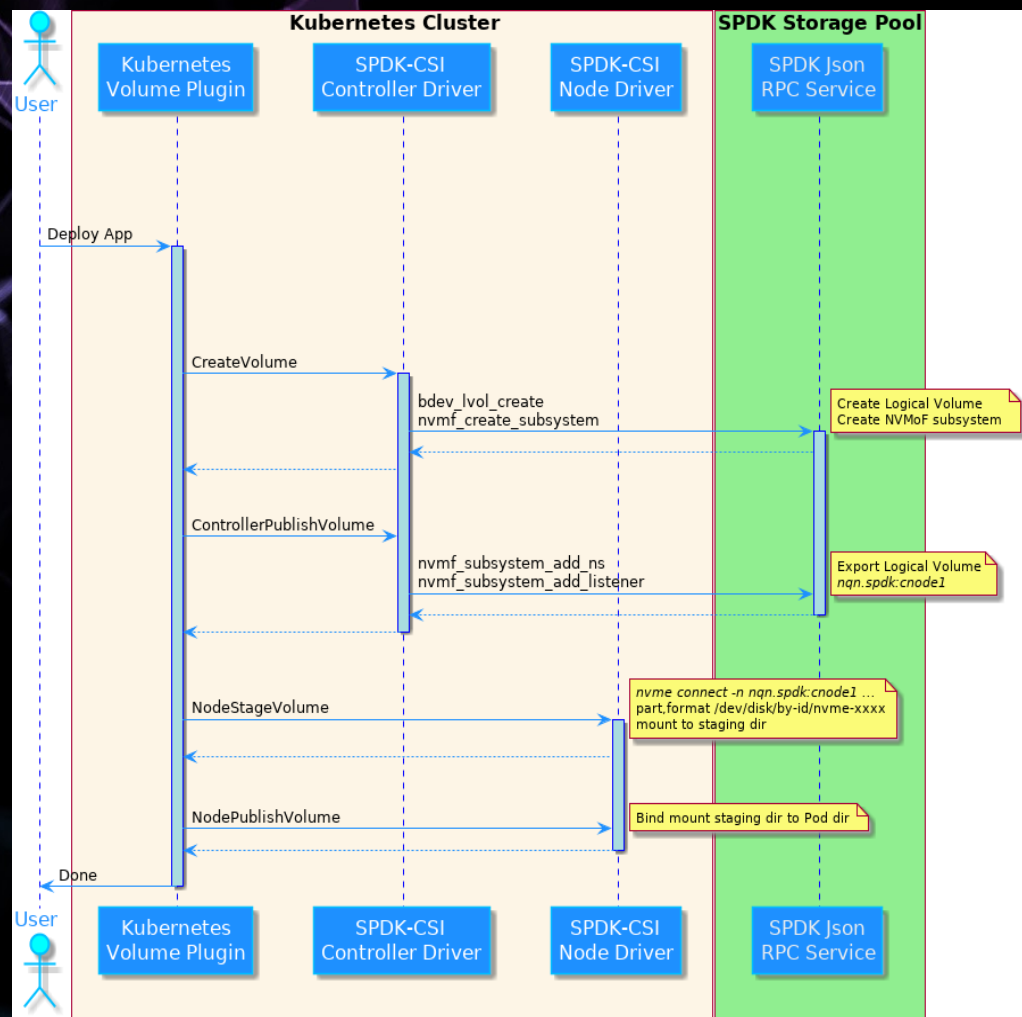 Kubernetes Cluster
SPDK Storage Pool
User
Kubernetes
Volume Plugin
SPDK-CSI
Controller Driver
SPDK-CSI
Node Driver
SPDK Json
RPC Service
Deploy App
CreateVolume
bdev_lvol_create
nvmf_create_subsystem
Create Logical Volume
Create NVMoF subsystem
ControllerPublishVolume
nvmf_subsystem_add_ns
nvmf_subsystem_add_listener
Export Logical Volume
nqn.spdk:cnode1
NodeStageVolume
nvme connect -n nqn.spdk:cnode1 ...
part,format /dev/disk/by-id/nvme-xxxx
mount to staging dir
NodePublishVolume
Bind mount staging dir to Pod dir
Done
User
Kubernetes
Volume Plugin
SPDK-CSI
Controller Driver
SPDK-CSI
Node Driver
SPDK Json
RPC Service